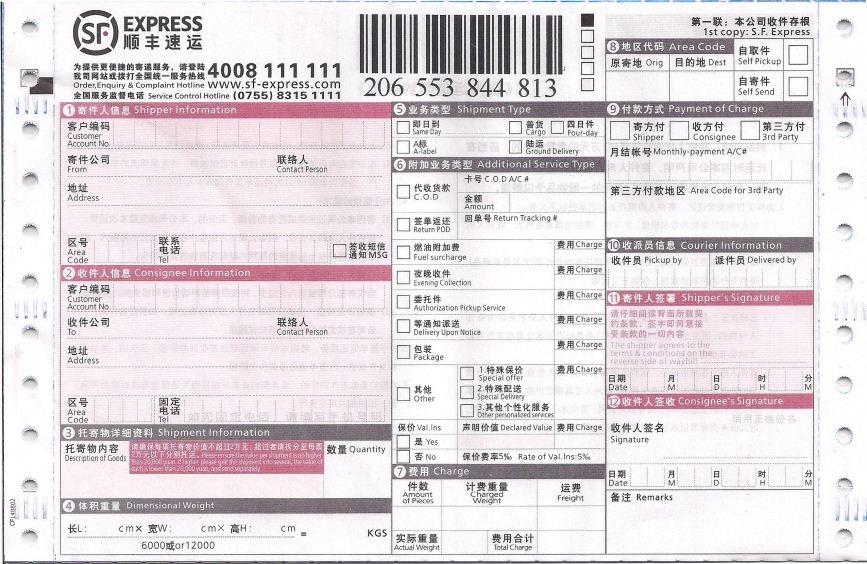 SF EXPRESS
顺丰速运
为提供更便捷的寄递服务，请登陆
我司网站或拨打全国统一服务热线 4008 111 111
Order,Enquiry & Complaint Hotline www.sf-express.com
全国服务监督电话 Service Control Hotline (0755) 8315 1111
206 553 844 813
第一联：本公司收件存根
1st copy: S.F. Express
⑧ 地区代码 Area Code
原寄地 Orig 目的地 Dest
自取件
Self Pickup
自寄件
Self Send
① 寄件人信息 Shipper Information
客户编码
Customer
Account No.
寄件公司
From
联络人
Contact Person
地址
Address
区号
Area
Code
联系
电话
Tel
签收短信
通知MSG
② 收件人信息 Consignee Information
客户编码
Customer
Account No.
收件公司
To
联络人
Contact Person
地址
Address
区号
Area
Code
固定
电话
Tel
如无固定电话，请填写手机号码
③ 托寄物详细资料 Shipment Information
托寄物内容
Description of Goods
请确保每票托寄物价值不超过2万元，超过者请拆分至每票
2万元以下分别托运。Please ensure the value per shipment is no higher
than 20,000 yuan. If higher, please split the shipment into several, the value of
each is lower than 20,000 yuan, and send separately.
数量 Quantity
④ 体积重量 Dimensional Weight
长L: cm× 宽W: cm× 高H: cm =
6000或or12000
KGS
CP140802
⑤ 业务类型 Shipment Type
即日到
Same Day
普货
Cargo
四日件
Four-day
A标
A-label
陆运
Ground Delivery
⑥ 附加业务类型 Additional Service Type
代收货款
C.O.D
卡号 C.O.D A/C #
金额
Amount
签单返还
Return POD
回单号 Return Tracking #
燃油附加费
Fuel surcharge
费用 Charge
夜晚收件
Evening Collection
费用 Charge
委托件
Authorization Pickup Service
费用 Charge
等通知派送
Delivery Upon Notice
费用 Charge
包装
Package
费用 Charge
其他
Other
1.特殊保价
Special offer
2.特殊配送
Special Delivery
3.其他个性化服务
Other personalized services
费用 Charge
保价 Val.Ins 声明价值 Declared Value 费用 Charge
是 Yes
否 No 保价费率5‰ Rate of Val.Ins:5‰
⑦ 费用 Charge
件数
Amount
of Pieces
计费重量
Charged
Weight
运费
Freight
实际重量
Actual Weight
费用合计
Total Charge
⑨ 付款方式 Payment of Charge
寄方付
Shipper
收方付
Consignee
第三方付
3rd Party
月结帐号 Monthly-payment A/C#
第三方付款地区 Area Code for 3rd Party
⑩ 收派员信息 Courier Information
收件员 Pickup by 派件员 Delivered by
⑪ 寄件人签署 Shipper's Signature
请仔细阅读背面所载契
约条款，签字即同意接
受条款的一切内容
The shipper agrees to the
terms & conditions on the
reverse side of waybill
日期
Date
月
M
日
D
时
H
分
M
⑫ 收件人签收 Consignee's Signature
请用正楷签名
收件人签名
Signature
日期
Date
月
M
日
D
时
H
分
M
备注 Remarks